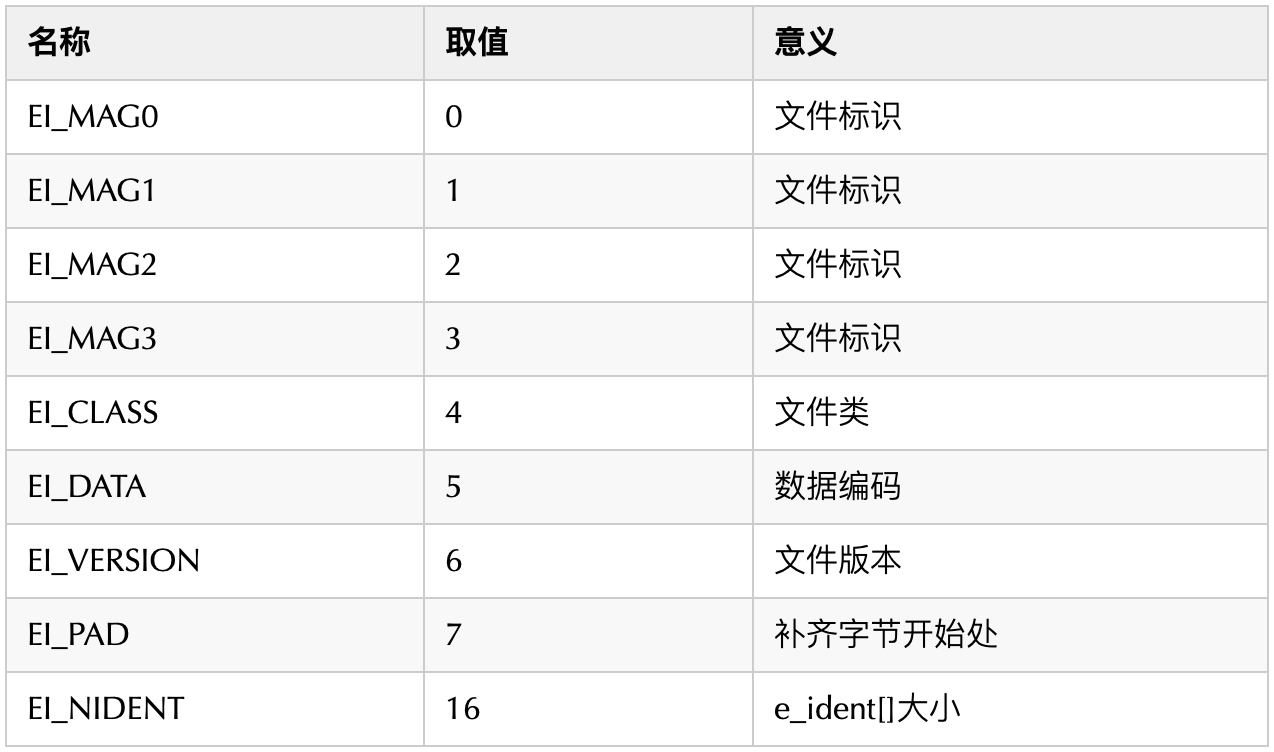 名称 取值 意义
EI_MAG0 0 文件标识
EI_MAG1 1 文件标识
EI_MAG2 2 文件标识
EI_MAG3 3 文件标识
EI_CLASS 4 文件类
EI_DATA 5 数据编码
EI_VERSION 6 文件版本
EI_PAD 7 补齐字节开始处
EI_NIDENT 16 e_ident[]大小